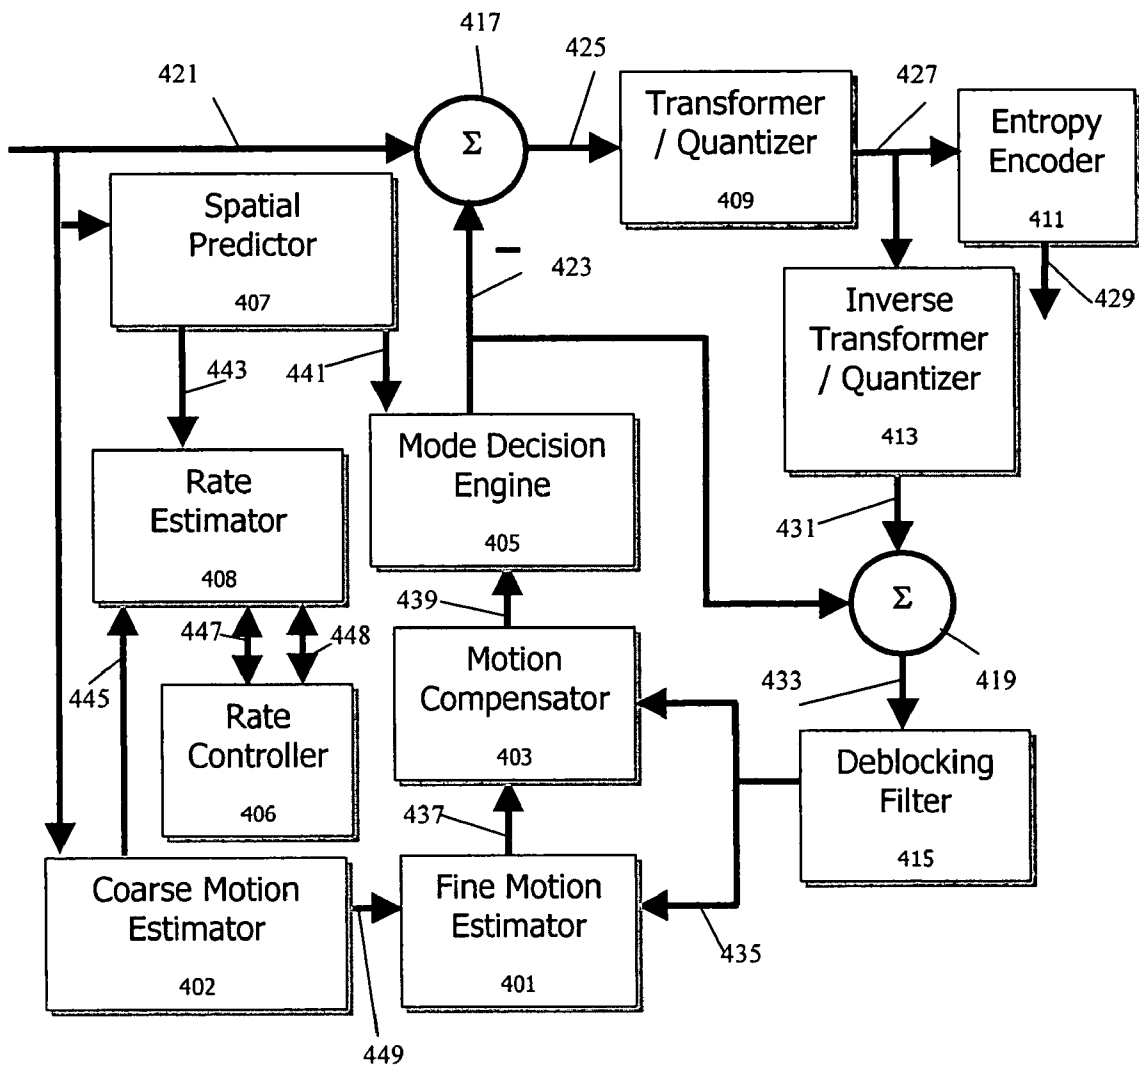 417
421
425
427
Σ
Transformer
/ Quantizer
409
Entropy
Encoder
411
Spatial
Predictor
407
–
423
429
Inverse
Transformer
/ Quantizer
413
443
441
Mode Decision
Engine
405
Rate
Estimator
408
431
Σ
419
439
447
448
445
Motion
Compensator
403
433
Rate
Controller
406
Deblocking
Filter
415
437
Coarse Motion
Estimator
402
Fine Motion
Estimator
401
435
449